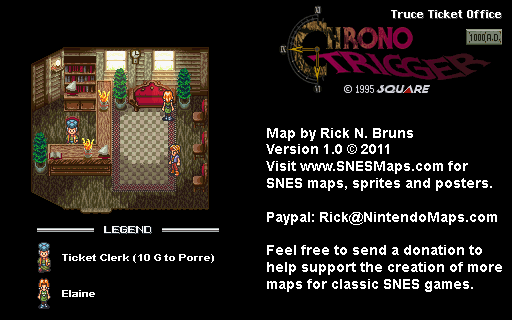 Truce Ticket Office
1000 A.D.
CHRONO
TRIGGER
© 1995 SQUARE
Map by Rick N. Bruns
Version 1.0 © 2011
Visit www.SNESMaps.com for
SNES maps, sprites and posters.
Paypal: Rick@NintendoMaps.com
Feel free to send a donation to
help support the creation of more
maps for classic SNES games.
LEGEND
Ticket Clerk (10 G to Porre)
Elaine